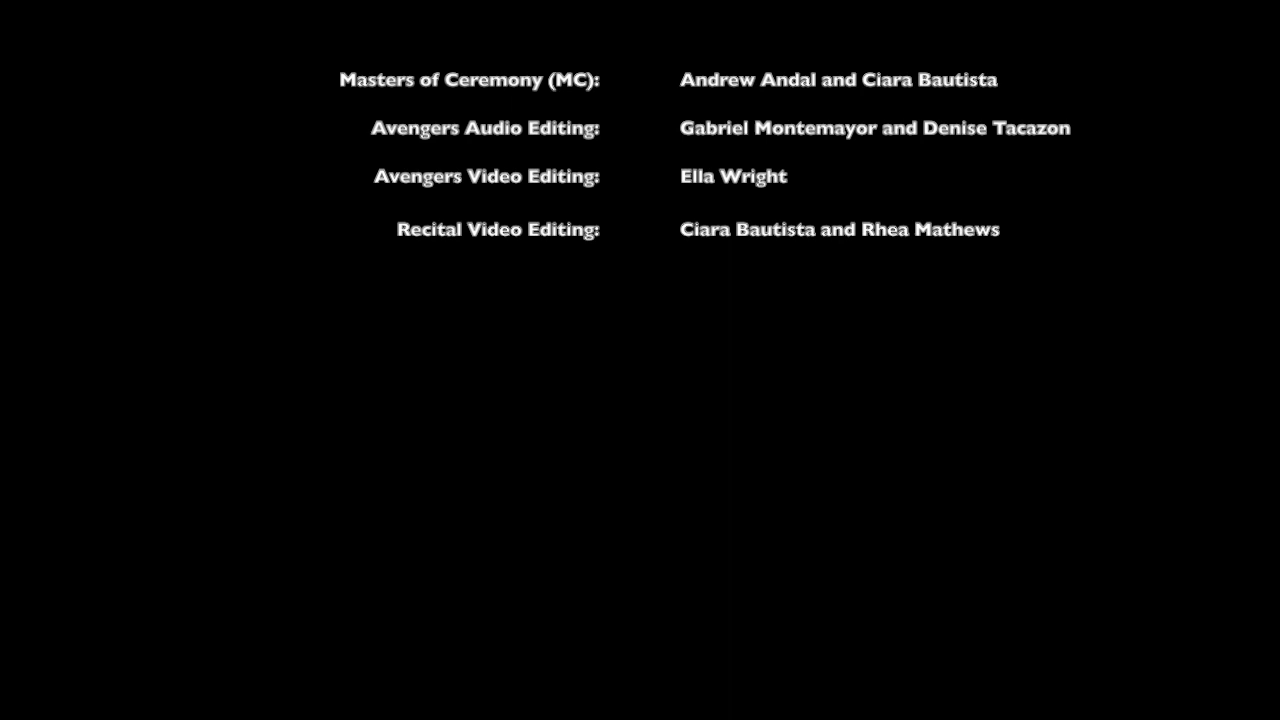 Masters of Ceremony (MC): Andrew Andal and Ciara Bautista
Avengers Audio Editing: Gabriel Montemayor and Denise Tacazon
Avengers Video Editing: Ella Wright
Recital Video Editing: Ciara Bautista and Rhea Mathews